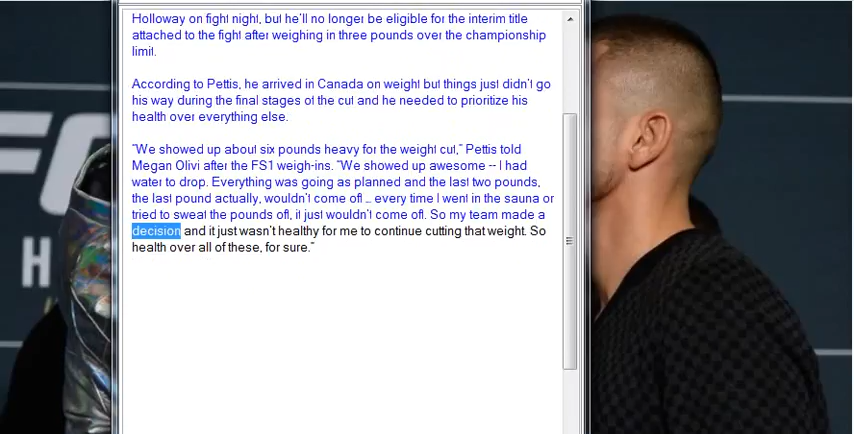 Holloway on fight night, but he'll no longer be eligible for the interim title
attached to the fight after weighing in three pounds over the championship
limit.
According to Pettis, he arrived in Canada on weight but things just didn't go
his way during the final stages of the cut and he needed to prioritize his
health over everything else.
"We showed up about six pounds heavy for the weight cut," Pettis told
Megan Olivi after the FS1 weigh-ins. "We showed up awesome -- I had
water to drop. Everything was going as planned and the last two pounds,
the last pound actually, wouldn't come off ... every time I went in the sauna or
tried to sweat the pounds off, it just wouldn't come off. So my team made a
decision and it just wasn't healthy for me to continue cutting that weight. So
health over all of these, for sure."
H